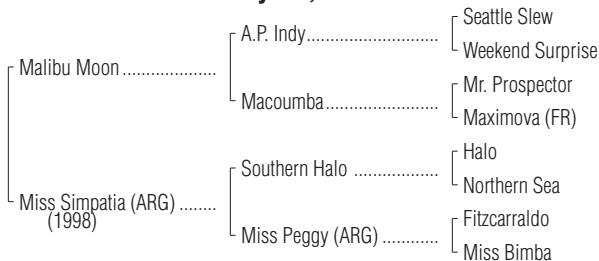 Seattle Slew
A.P. Indy
Weekend Surprise
Malibu Moon
Mr. Prospector
Macoumba
Maximova (FR)
Halo
Southern Halo
Northern Sea
Miss Simpatia (ARG)
(1998)
Fitzcarraldo
Miss Peggy (ARG)
Miss Bimba